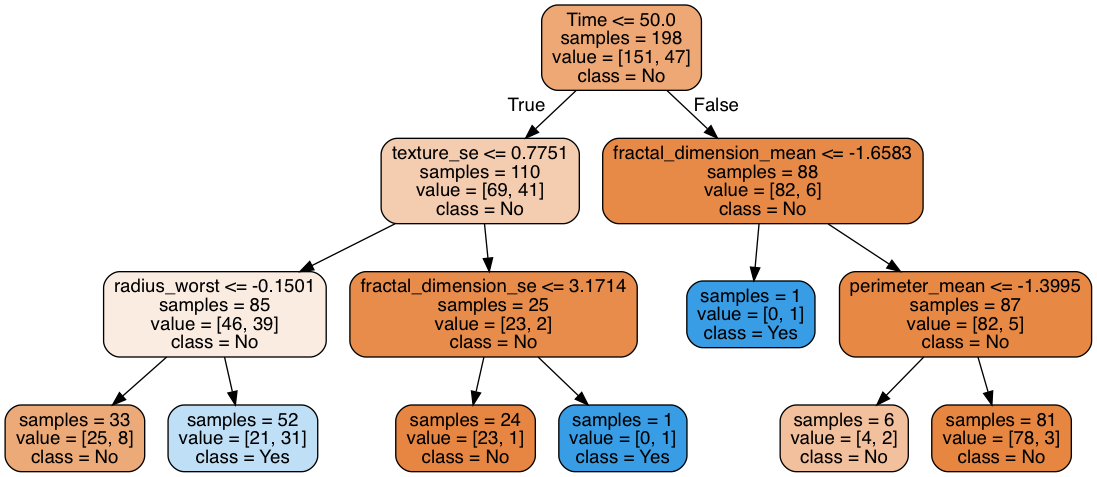 Time <= 50.0
samples = 198
value = [151, 47]
class = No
True
False
texture_se <= 0.7751
samples = 110
value = [69, 41]
class = No
fractal_dimension_mean <= -1.6583
samples = 88
value = [82, 6]
class = No
radius_worst <= -0.1501
samples = 85
value = [46, 39]
class = No
fractal_dimension_se <= 3.1714
samples = 25
value = [23, 2]
class = No
samples = 1
value = [0, 1]
class = Yes
perimeter_mean <= -1.3995
samples = 87
value = [82, 5]
class = No
samples = 33
value = [25, 8]
class = No
samples = 52
value = [21, 31]
class = Yes
samples = 24
value = [23, 1]
class = No
samples = 1
value = [0, 1]
class = Yes
samples = 6
value = [4, 2]
class = No
samples = 81
value = [78, 3]
class = No